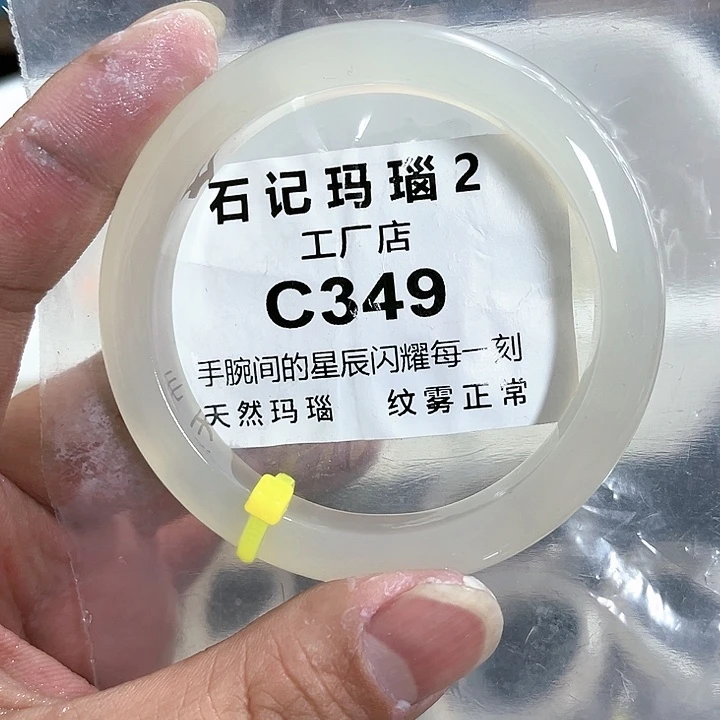 石记玛瑙2
工厂店
C349
手腕间的星辰闪耀每一刻
天然玛瑙 纹雾正常